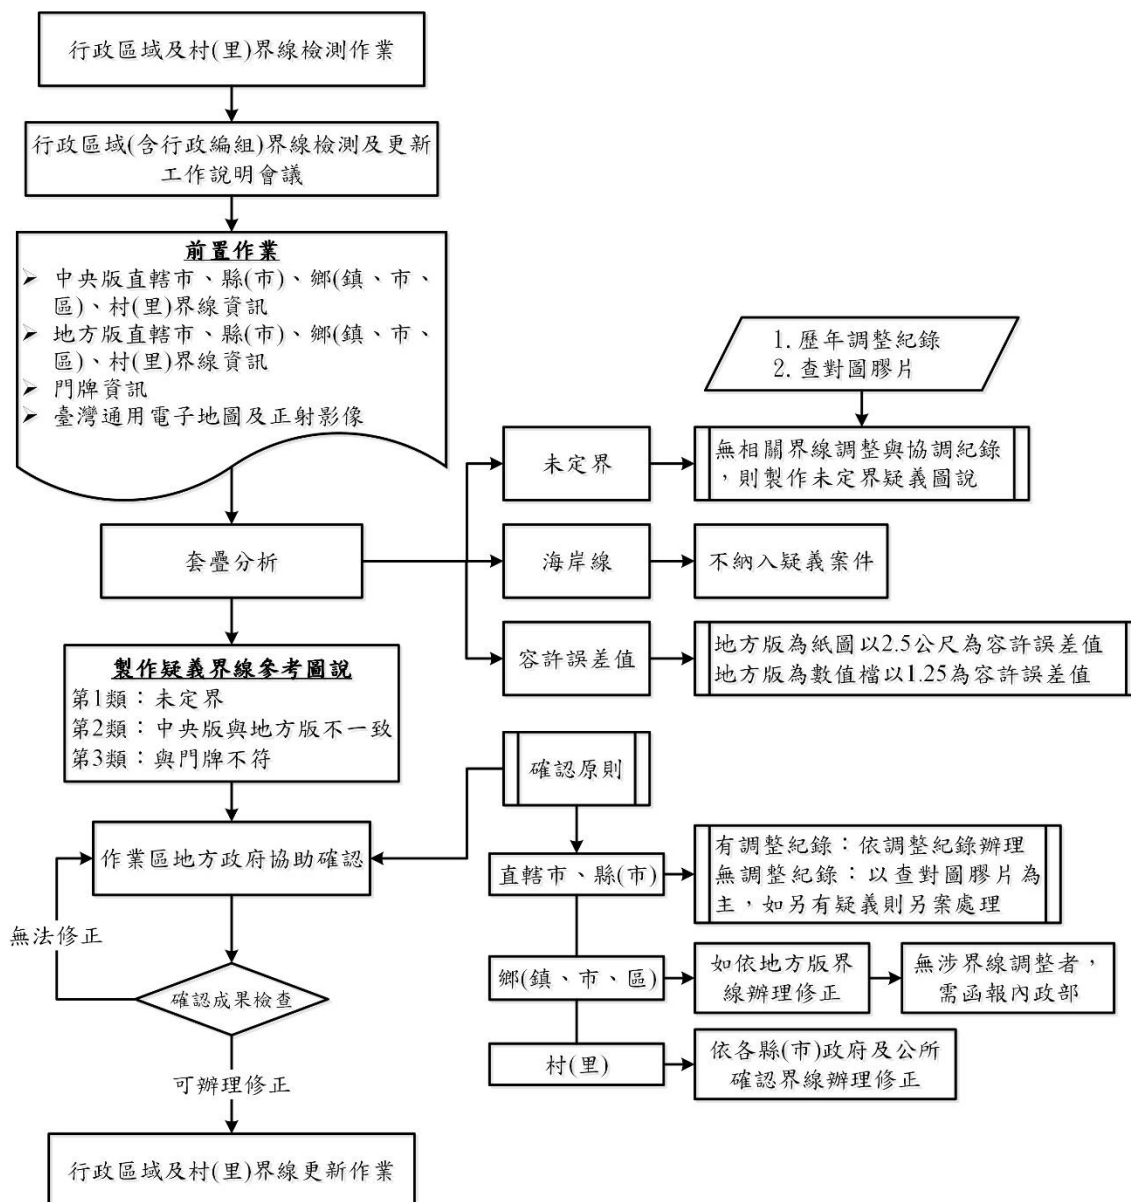 行政區域及村(里)界線檢測作業
行政區域(含行政編組)界線檢測及更新
工作說明會議
前置作業
➢ 中央版直轄市、縣(市)、鄉(鎮、市、
區)、村(里)界線資訊
➢ 地方版直轄市、縣(市)、鄉(鎮、市、
區)、村(里)界線資訊
➢ 門牌資訊
➢ 臺灣通用電子地圖及正射影像
1. 歷年調整紀錄
2. 查對圖膠片
未定界
無相關界線調整與協調紀錄
，則製作未定界疑義圖說
套疊分析
海岸線
不納入疑義案件
容許誤差值
地方版為紙圖以2.5公尺為容許誤差值
地方版為數值檔以1.25為容許誤差值
製作疑義界線參考圖說
第1類：未定界
第2類：中央版與地方版不一致
第3類：與門牌不符
確認原則
作業區地方政府協助確認
直轄市、縣(市)
有調整紀錄：依調整紀錄辦理
無調整紀錄：以查對圖膠片為
主，如另有疑義則另案處理
無法修正
鄉(鎮、市、區)
如依地方版界
線辦理修正
無涉界線調整者，
需函報內政部
確認成果檢查
村(里)
依各縣(市)政府及公所
確認界線辦理修正
可辦理修正
行政區域及村(里)界線更新作業